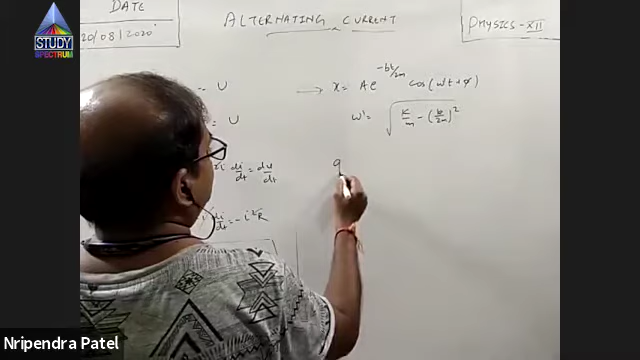 DATE
20/08/2020
ALTERNATING CURRENT
PHYSICS - XII
STUDY
SPECTRUM
-- U
= U
→ x = A e^{-bt/2m} cos(ω't + φ)
ω' = √(k/m - (b/2m)²)
di/dt = du/dt
di/dt = - i²R
q
Nripendra Patel